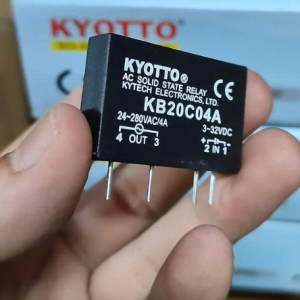 KYOTTO
KYOTTO® CE
AC SOLID STATE RELAY
KYTECH ELECTRONICS, LTD.
KB20C04A
24~280VAC/4A 3~32VDC
4 OUT 3 + 2 IN 1 -